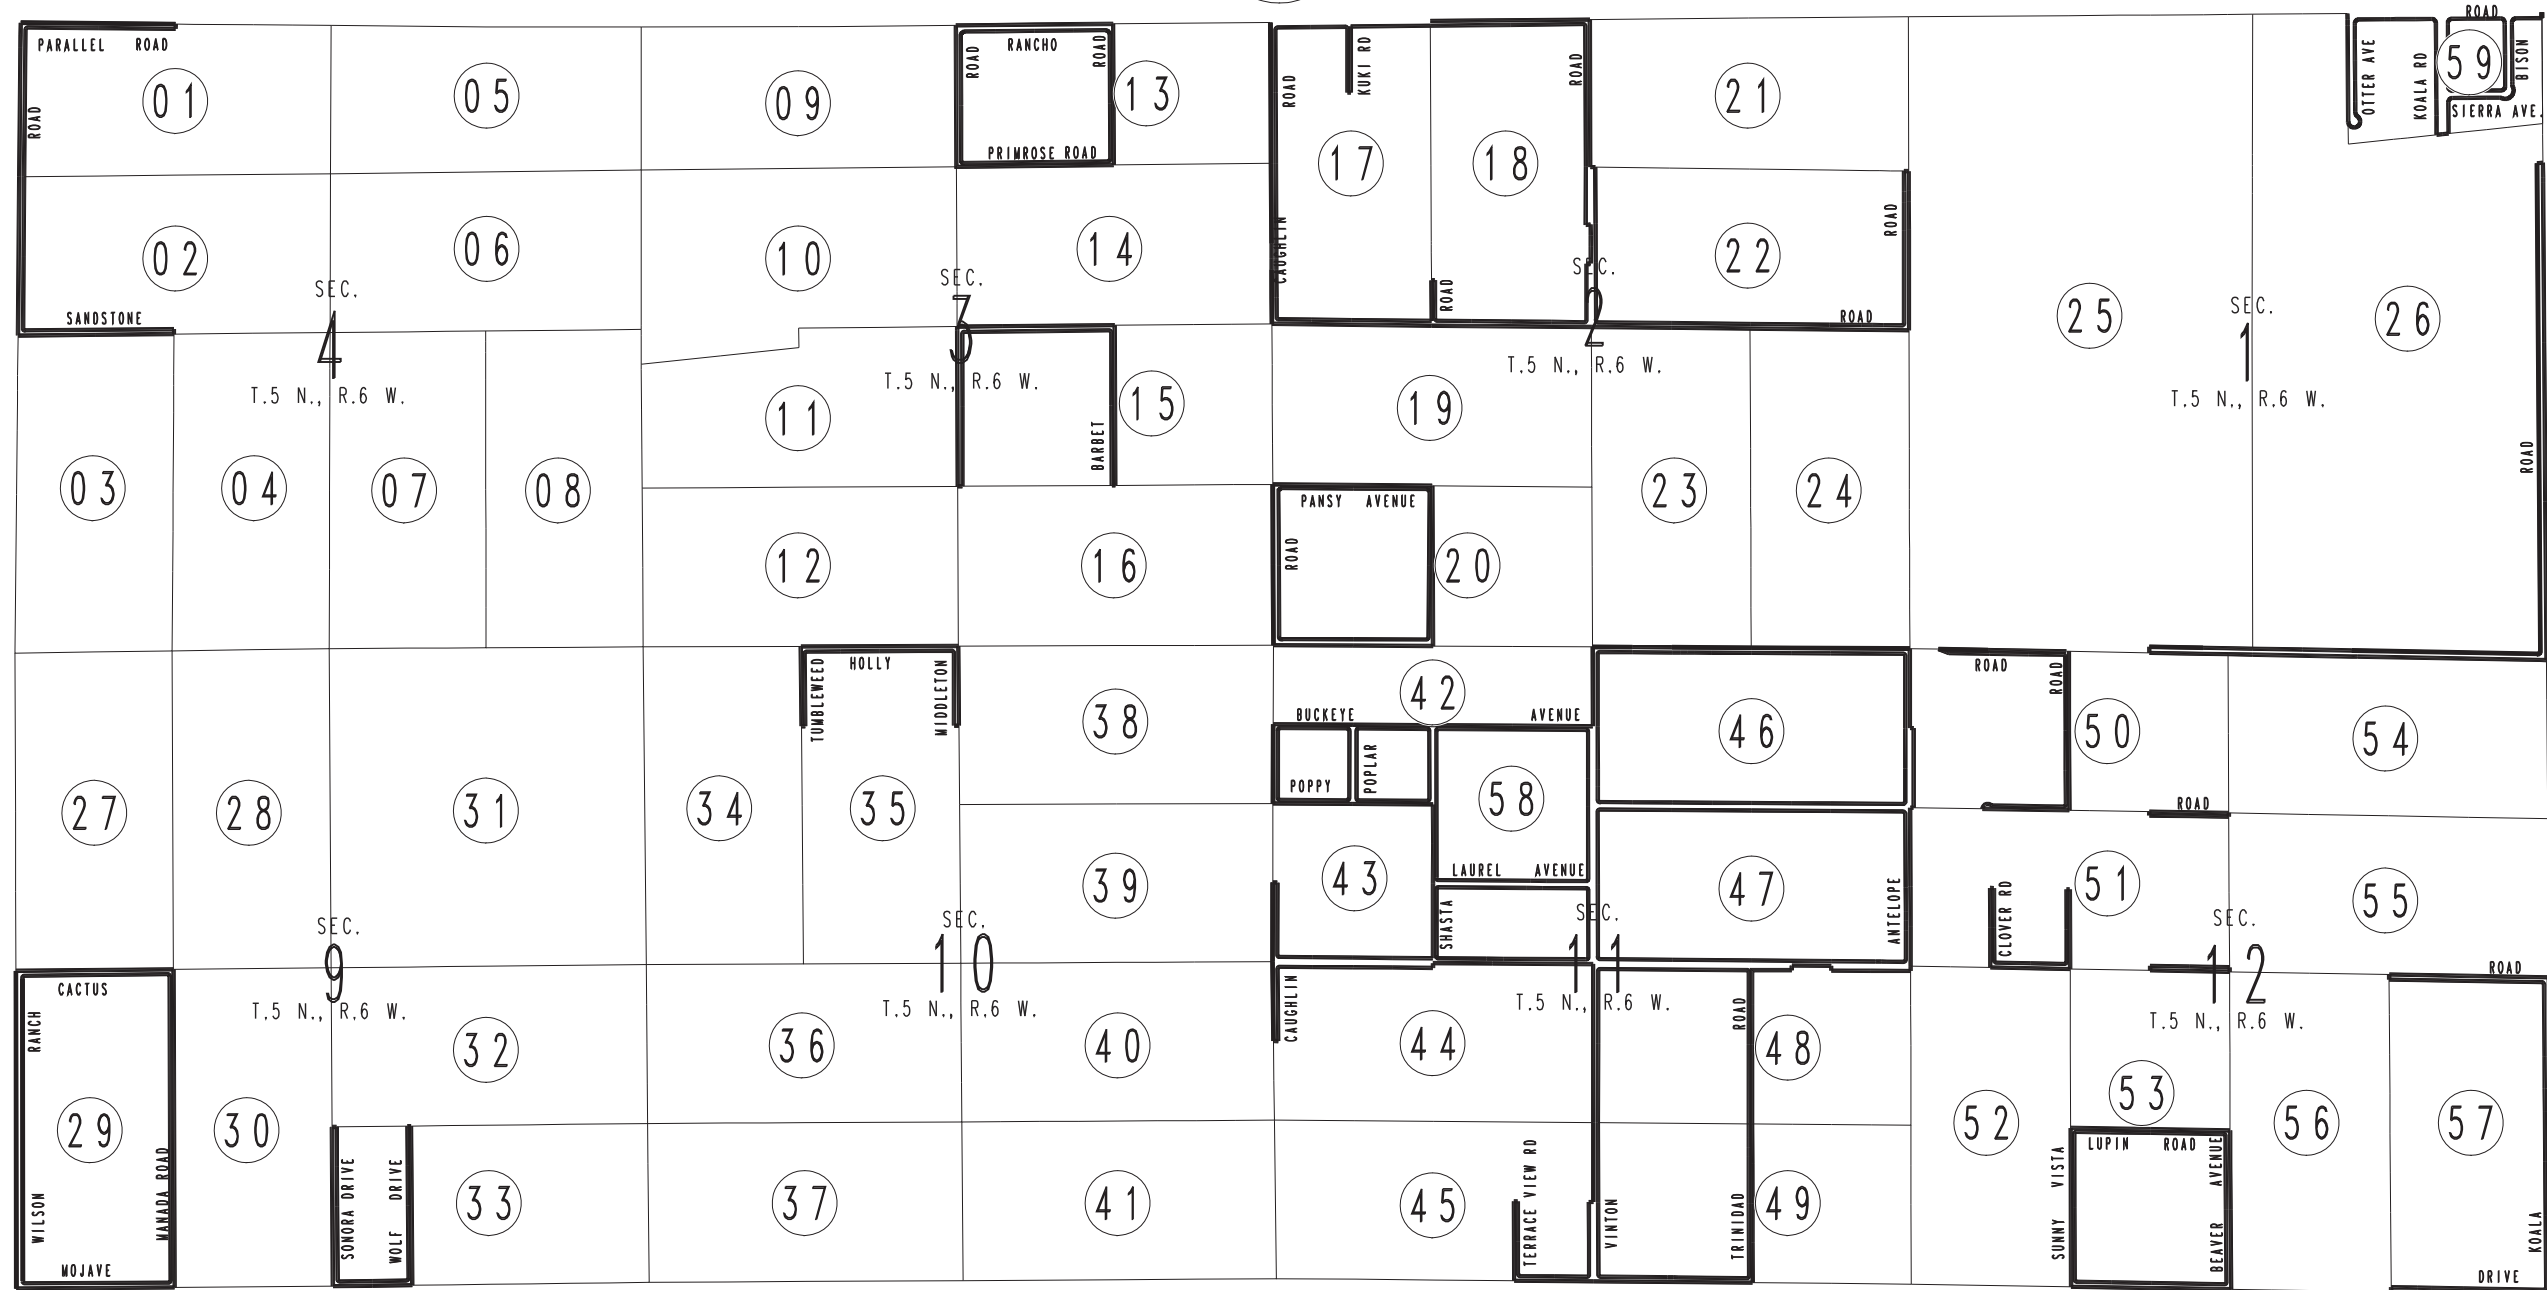 ROAD
PARALLEL ROAD
ROAD
RANCHO
ROAD
ROAD
KUKI RD
ROAD
OTTER AVE
KOALA RD
59
BISON
SIERRA AVE.
01
05
09
13
21
ROAD
PRIMROSE ROAD
17
18
02
06
10
14
CAUGHLIN
22
ROAD
SANDSTONE
ROAD
ROAD
SEC.
4
T.5 N., R.6 W.
SEC.
3
T.5 N., R.6 W.
SEC.
2
T.5 N., R.6 W.
25
SEC.
1
T.5 N., R.6 W.
26
03
04
07
08
11
BARBET
15
19
23
24
ROAD
12
16
PANSY AVENUE
ROAD
20
TUMBLEWEED
HOLLY
MIDDLETON
38
42
BUCKEYE AVENUE
46
ROAD
ROAD
50
54
27
28
31
34
35
POPPY
POPLAR
58
ROAD
39
43
LAUREL AVENUE
SHASTA
47
ANTELOPE
CLOVER RD
51
55
SEC.
9
T.5 N., R.6 W.
SEC.
10
T.5 N., R.6 W.
SEC.
11
T.5 N., R.6 W.
SEC.
12
T.5 N., R.6 W.
CACTUS
RANCH
CAUGHLIN
ROAD
ROAD
32
36
40
44
48
29
30
52
53
56
57
WILSON
MANADA ROAD
MOJAVE
SONORA DRIVE
WOLF DRIVE
33
37
41
45
TERRACE VIEW RD
VINTON
TRINIDAD
49
SUNNY VISTA
LUPIN ROAD
BEAVER AVENUE
KOALA
DRIVE